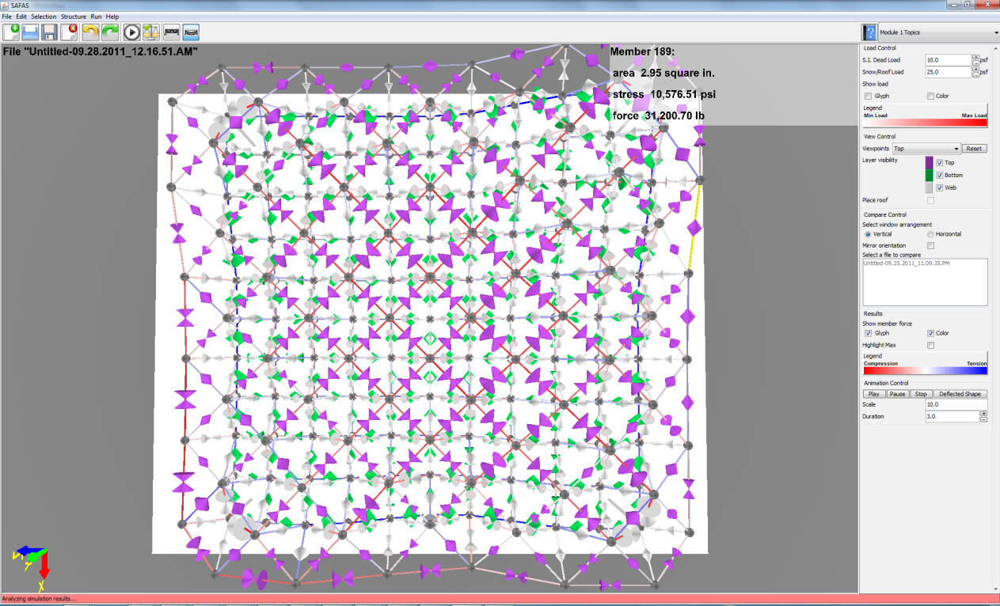 SAFAS
File Edit Selection Structure Run Help
Module 1 Topics
File "Untitled-09.28.2011_12.16.51.AM"
Member 189:
area 2.95 square in.
stress 10,576.51 psi
force 31,200.70 lb
Load Control
S.I. Dead Load 10.0 psf
Snow/Roof Load 25.0 psf
Show load
Glyph Color
Legend
Min Load Max Load
View Control
Viewpoints Top Reset
Layer visibility Top
Bottom
Web
Place roof
Compare Control
Select window arrangement
Vertical Horizontal
Mirror orientation
Select a file to compare
Untitled-09.25.2011_11.09.35.PM
Results
Show member force
Glyph Color
Highlight Max
Legend
Compression Tension
Animation Control
Play Pause Stop Deflected Shape
Scale 10.0
Duration 3.0
Y
X
Analyzing simulation results...